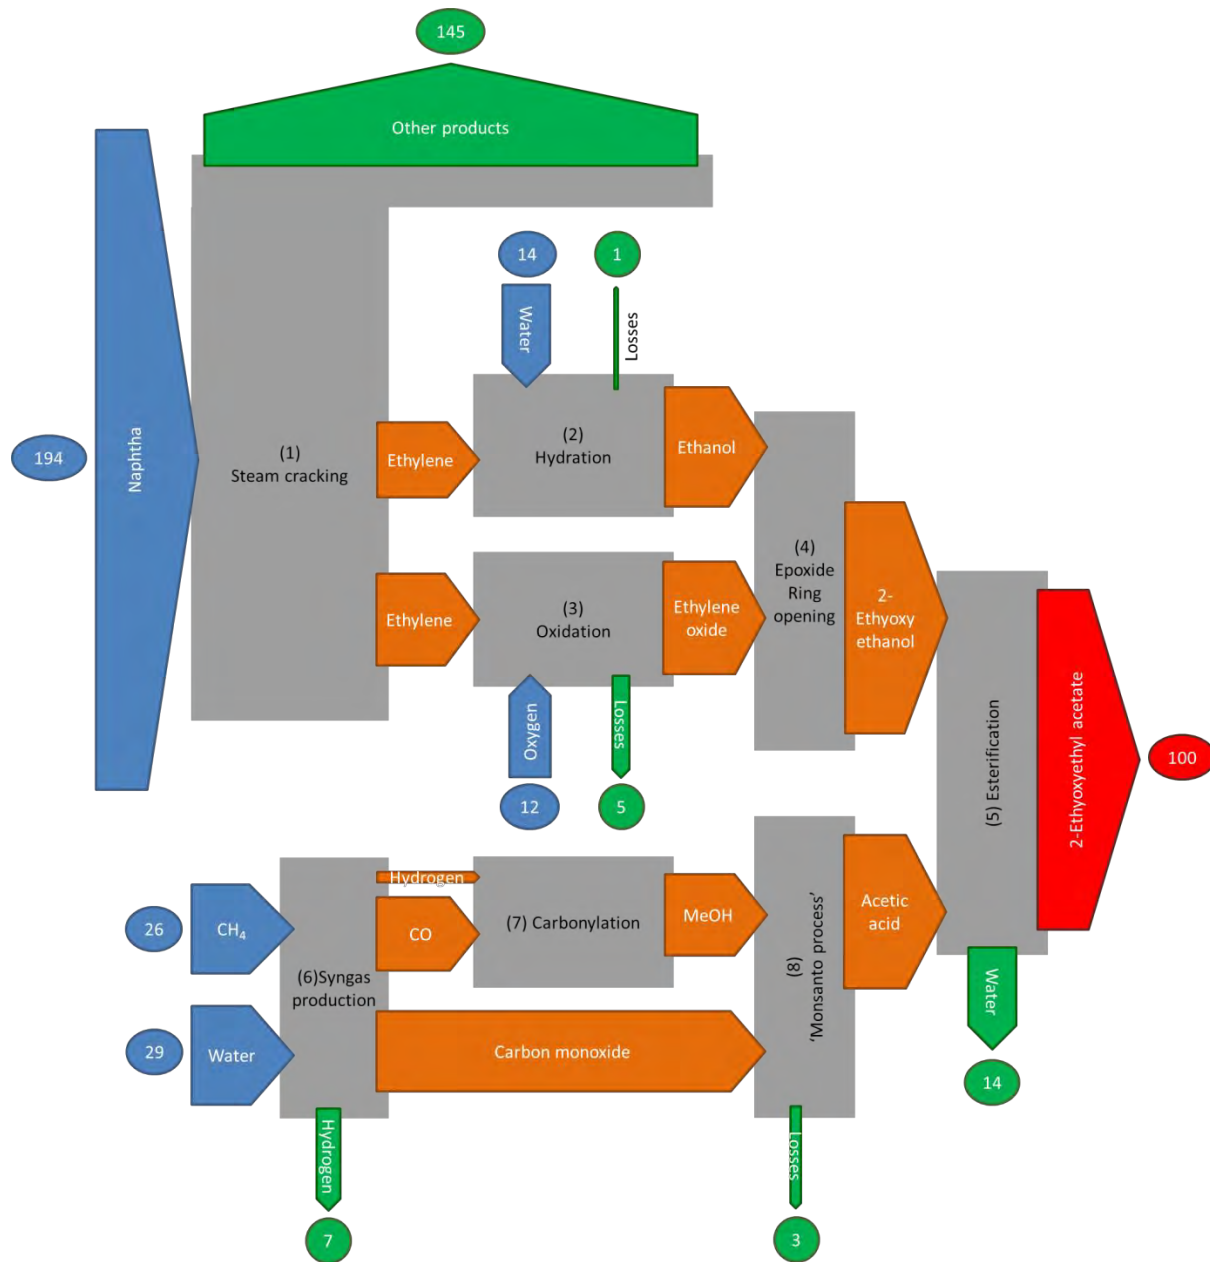 145
Other products
194
Naphtha
(1)
Steam cracking
14
Water
1
Losses
Ethylene
(2)
Hydration
Ethanol
Ethylene
(3)
Oxidation
Ethylene
oxide
Oxygen
12
Losses
5
(4)
Epoxide
Ring
opening
2-
Ethyoxy
ethanol
(5) Esterification
2-Ethyoxyethyl acetate
100
26
CH₄
29
Water
(6)Syngas
production
Hydrogen
CO
(7) Carbonylation
MeOH
Carbon monoxide
(8)
'Monsanto process'
Acetic
acid
Water
14
Hydrogen
7
Losses
3